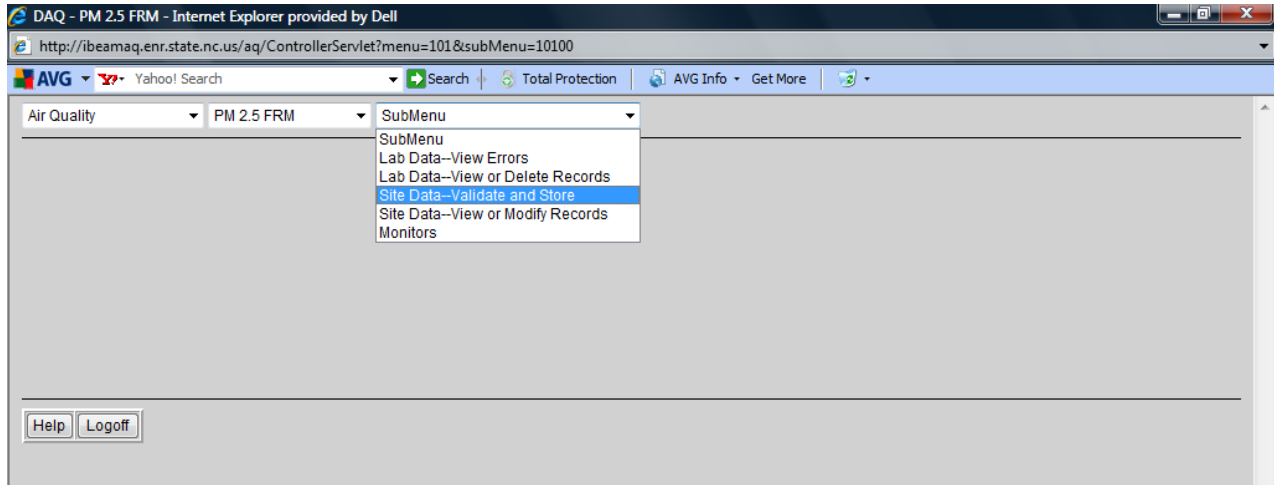 DAQ - PM 2.5 FRM - Internet Explorer provided by Dell
http://ibeamaq.enr.state.nc.us/aq/ControllerServlet?menu=101&subMenu=10100
AVG Yahoo! Search Search Total Protection AVG Info Get More
Air Quality PM 2.5 FRM SubMenu
SubMenu
Lab Data--View Errors
Lab Data--View or Delete Records
Site Data--Validate and Store
Site Data--View or Modify Records
Monitors
Help Logoff